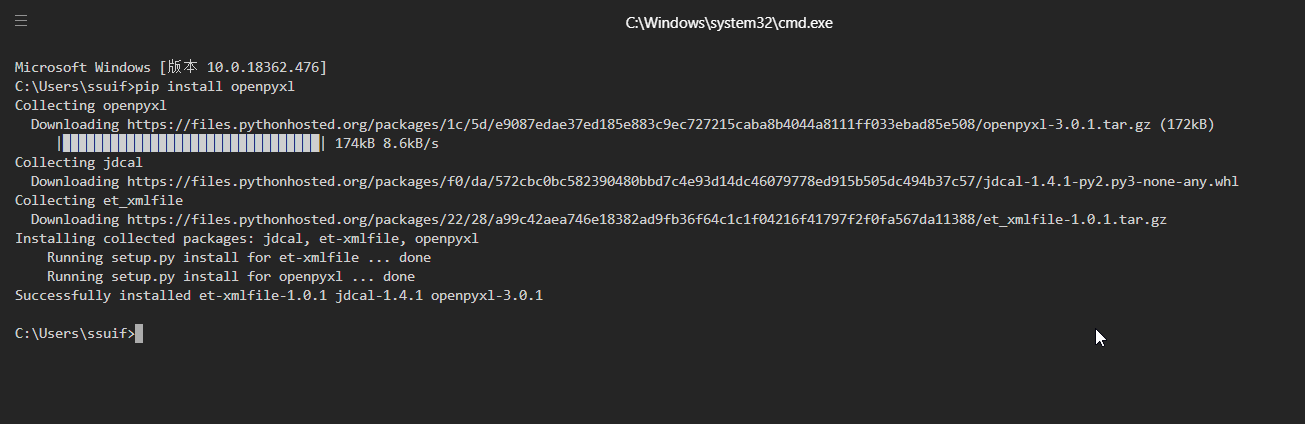 C:\Windows\system32\cmd.exe
Microsoft Windows [版本 10.0.18362.476]
C:\Users\ssuif>pip install openpyxl
Collecting openpyxl
  Downloading https://files.pythonhosted.org/packages/1c/5d/e9087edae37ed185e883c9ec727215caba8b4044a8111ff033ebad85e508/openpyxl-3.0.1.tar.gz (172kB)
     |████████████████████████████████| 174kB 8.6kB/s
Collecting jdcal
  Downloading https://files.pythonhosted.org/packages/f0/da/572cbc0bc582390480bbd7c4e93d14dc46079778ed915b505dc494b37c57/jdcal-1.4.1-py2.py3-none-any.whl
Collecting et_xmlfile
  Downloading https://files.pythonhosted.org/packages/22/28/a99c42aea746e18382ad9fb36f64c1c1f04216f41797f2f0fa567da11388/et_xmlfile-1.0.1.tar.gz
Installing collected packages: jdcal, et-xmlfile, openpyxl
    Running setup.py install for et-xmlfile ... done
    Running setup.py install for openpyxl ... done
Successfully installed et-xmlfile-1.0.1 jdcal-1.4.1 openpyxl-3.0.1
C:\Users\ssuif>